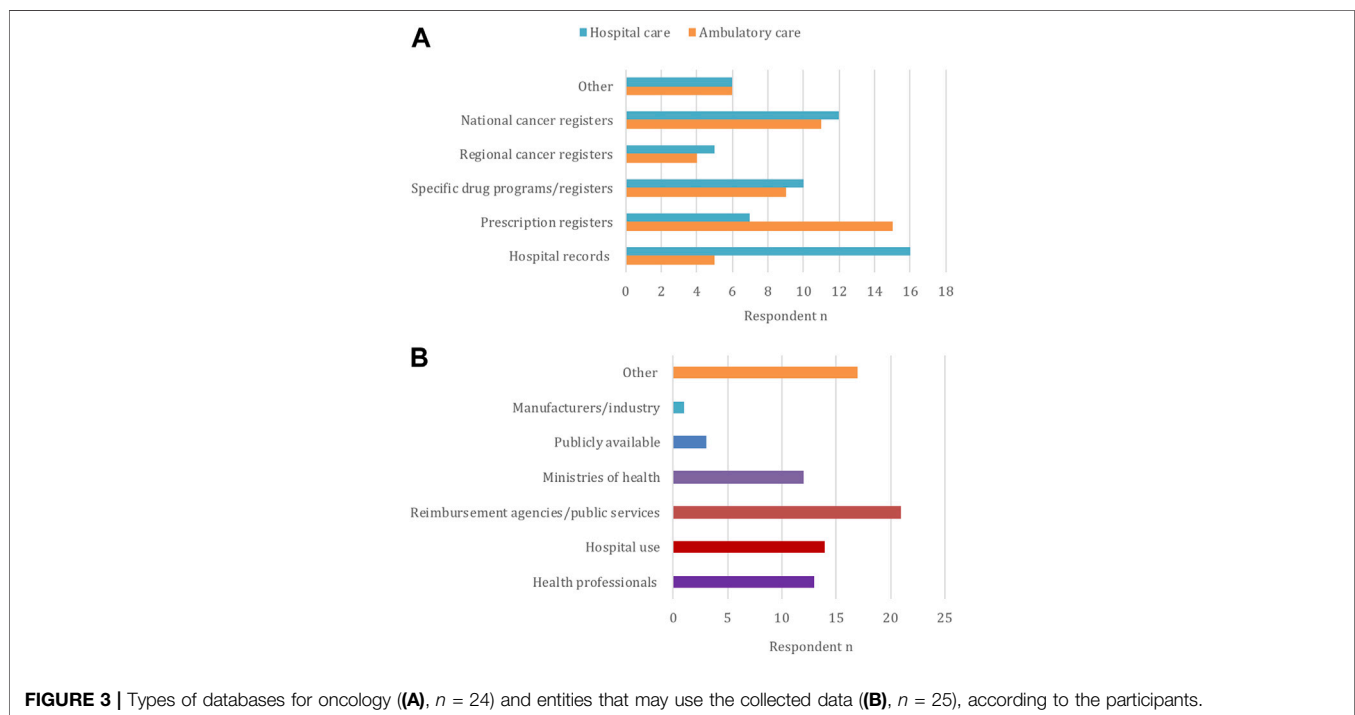 A
Hospital care Ambulatory care
Other
National cancer registers
Regional cancer registers
Specific drug programs/registers
Prescription registers
Hospital records
0 2 4 6 8 10 12 14 16 18
Respondent n
B
Other
Manufacturers/industry
Publicly available
Ministries of health
Reimbursement agencies/public services
Hospital use
Health professionals
0 5 10 15 20 25
Respondent n
FIGURE 3 | Types of databases for oncology ((A), n = 24) and entities that may use the collected data ((B), n = 25), according to the participants.